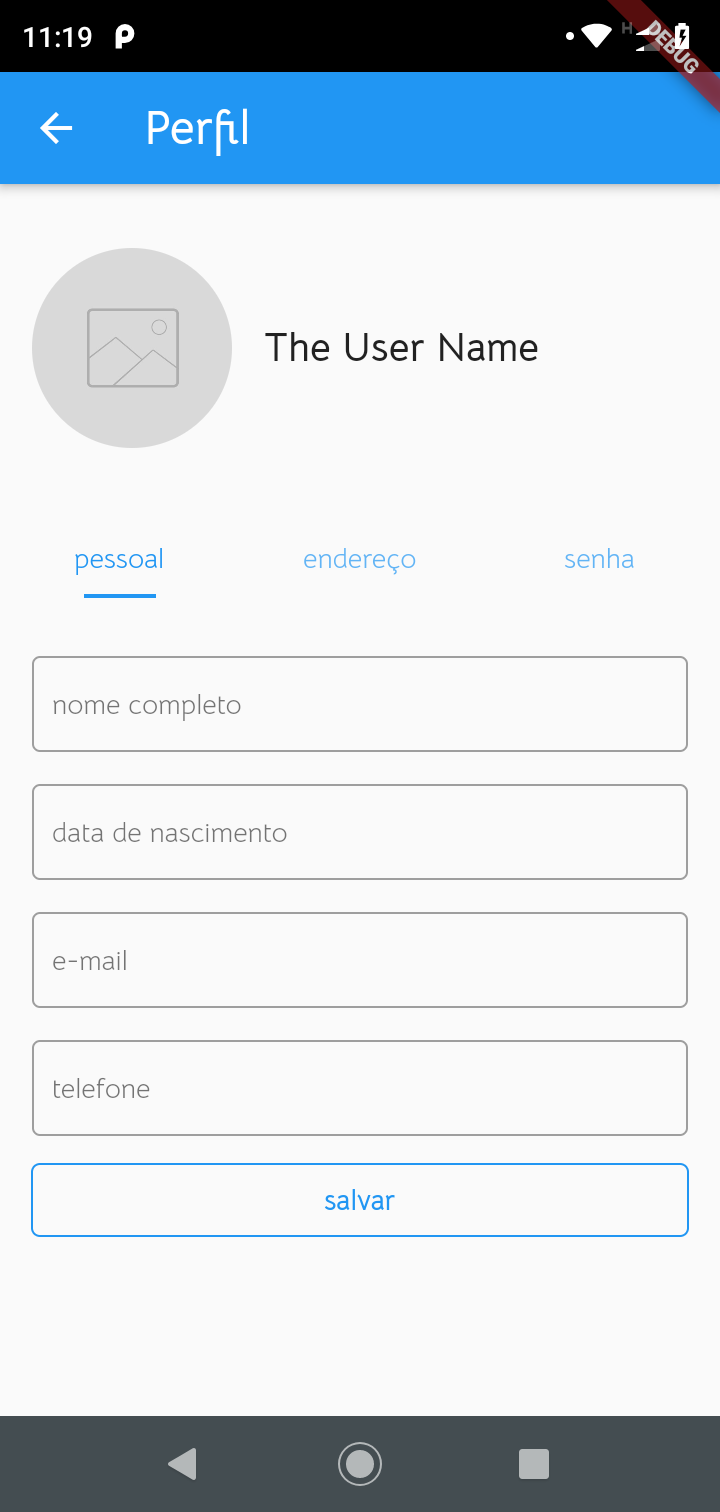 11:19
H
DEBUG
Perfil
The User Name
pessoal endereço senha
nome completo
data de nascimento
e-mail
telefone
salvar